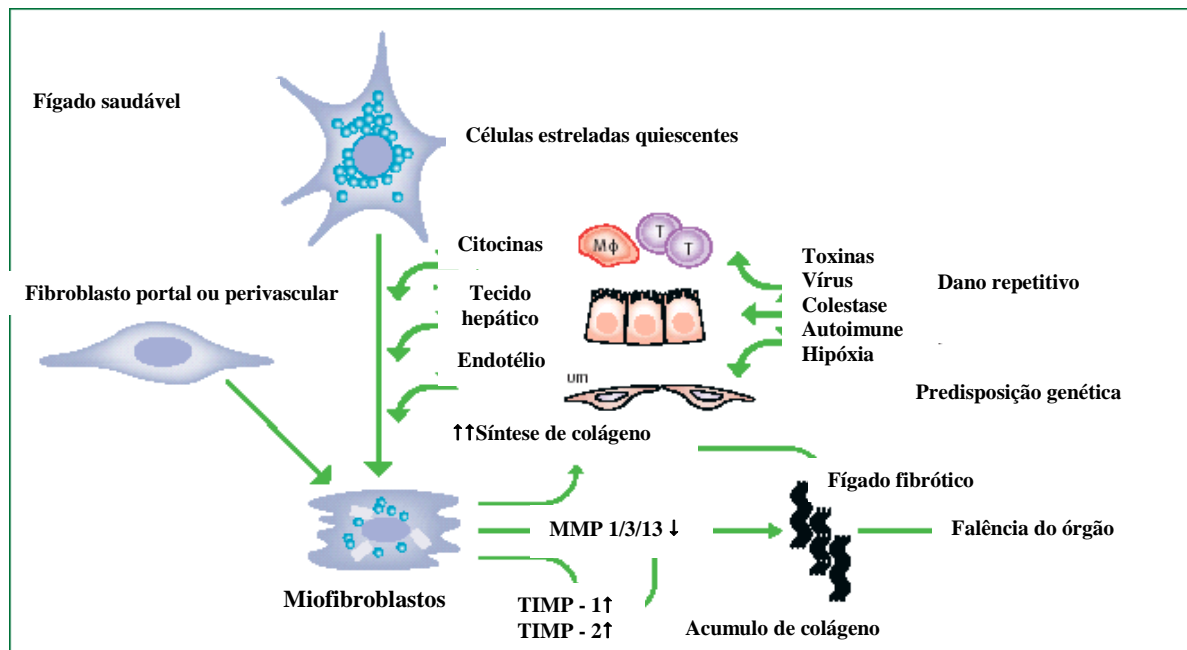 Fígado saudável
Células estreladas quiescentes
Citocinas
Mϕ
T
T
Toxinas
Vírus
Colestase
Autoimune
Hipóxia
Dano repetitivo
Fibroblasto portal ou perivascular
Tecido
hepático
Endotélio
um
Predisposição genética
↑↑Síntese de colágeno
Fígado fibrótico
MMP 1/3/13 ↓
Falência do órgão
Miofibroblastos
TIMP - 1↑
TIMP - 2↑
Acumulo de colágeno